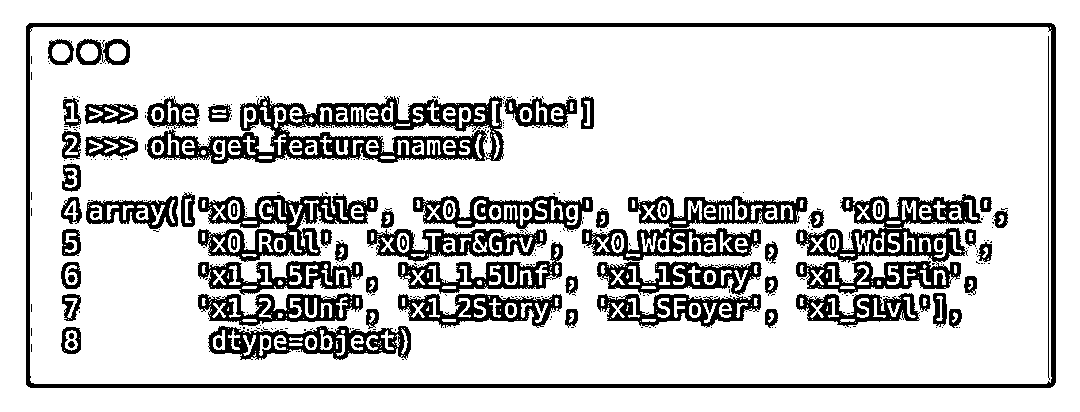 1 >>> ohe = pipe.named_steps['ohe']
2 >>> ohe.get_feature_names()
3
4 array(['x0_ClyTile', 'x0_CompShg', 'x0_Membran', 'x0_Metal',
5        'x0_Roll', 'x0_Tar&Grv', 'x0_WdShake', 'x0_WdShngl',
6        'x1_1.5Fin', 'x1_1.5Unf', 'x1_1Story', 'x1_2.5Fin',
7        'x1_2.5Unf', 'x1_2Story', 'x1_SFoyer', 'x1_SLvl'],
8         dtype=object)